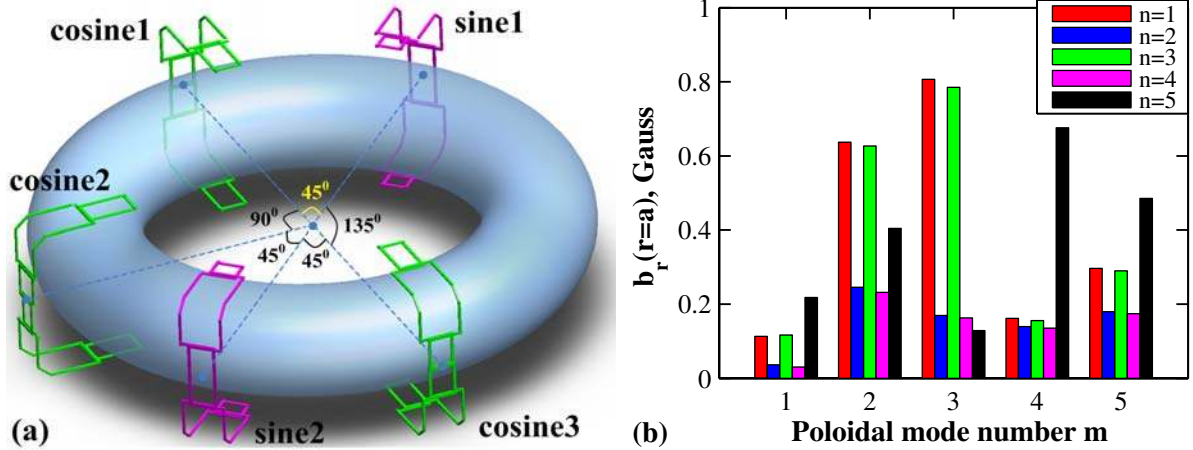 cosine1
sine1
cosine2
45⁰
90⁰
135⁰
45⁰
45⁰
sine2
cosine3
(a)
1
0.8
0.6
0.4
0.2
0
b_r(r=a), Gauss
n=1
n=2
n=3
n=4
n=5
1 2 3 4 5
Poloidal mode number m
(b)